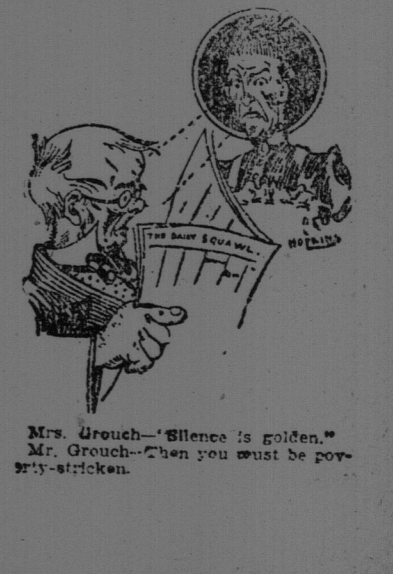 THE DAILY SQUAWL.
HOPKINS
Mrs. Grouch—"Silence is golden."
Mr. Grouch—Then you must be pov-
erty-stricken.